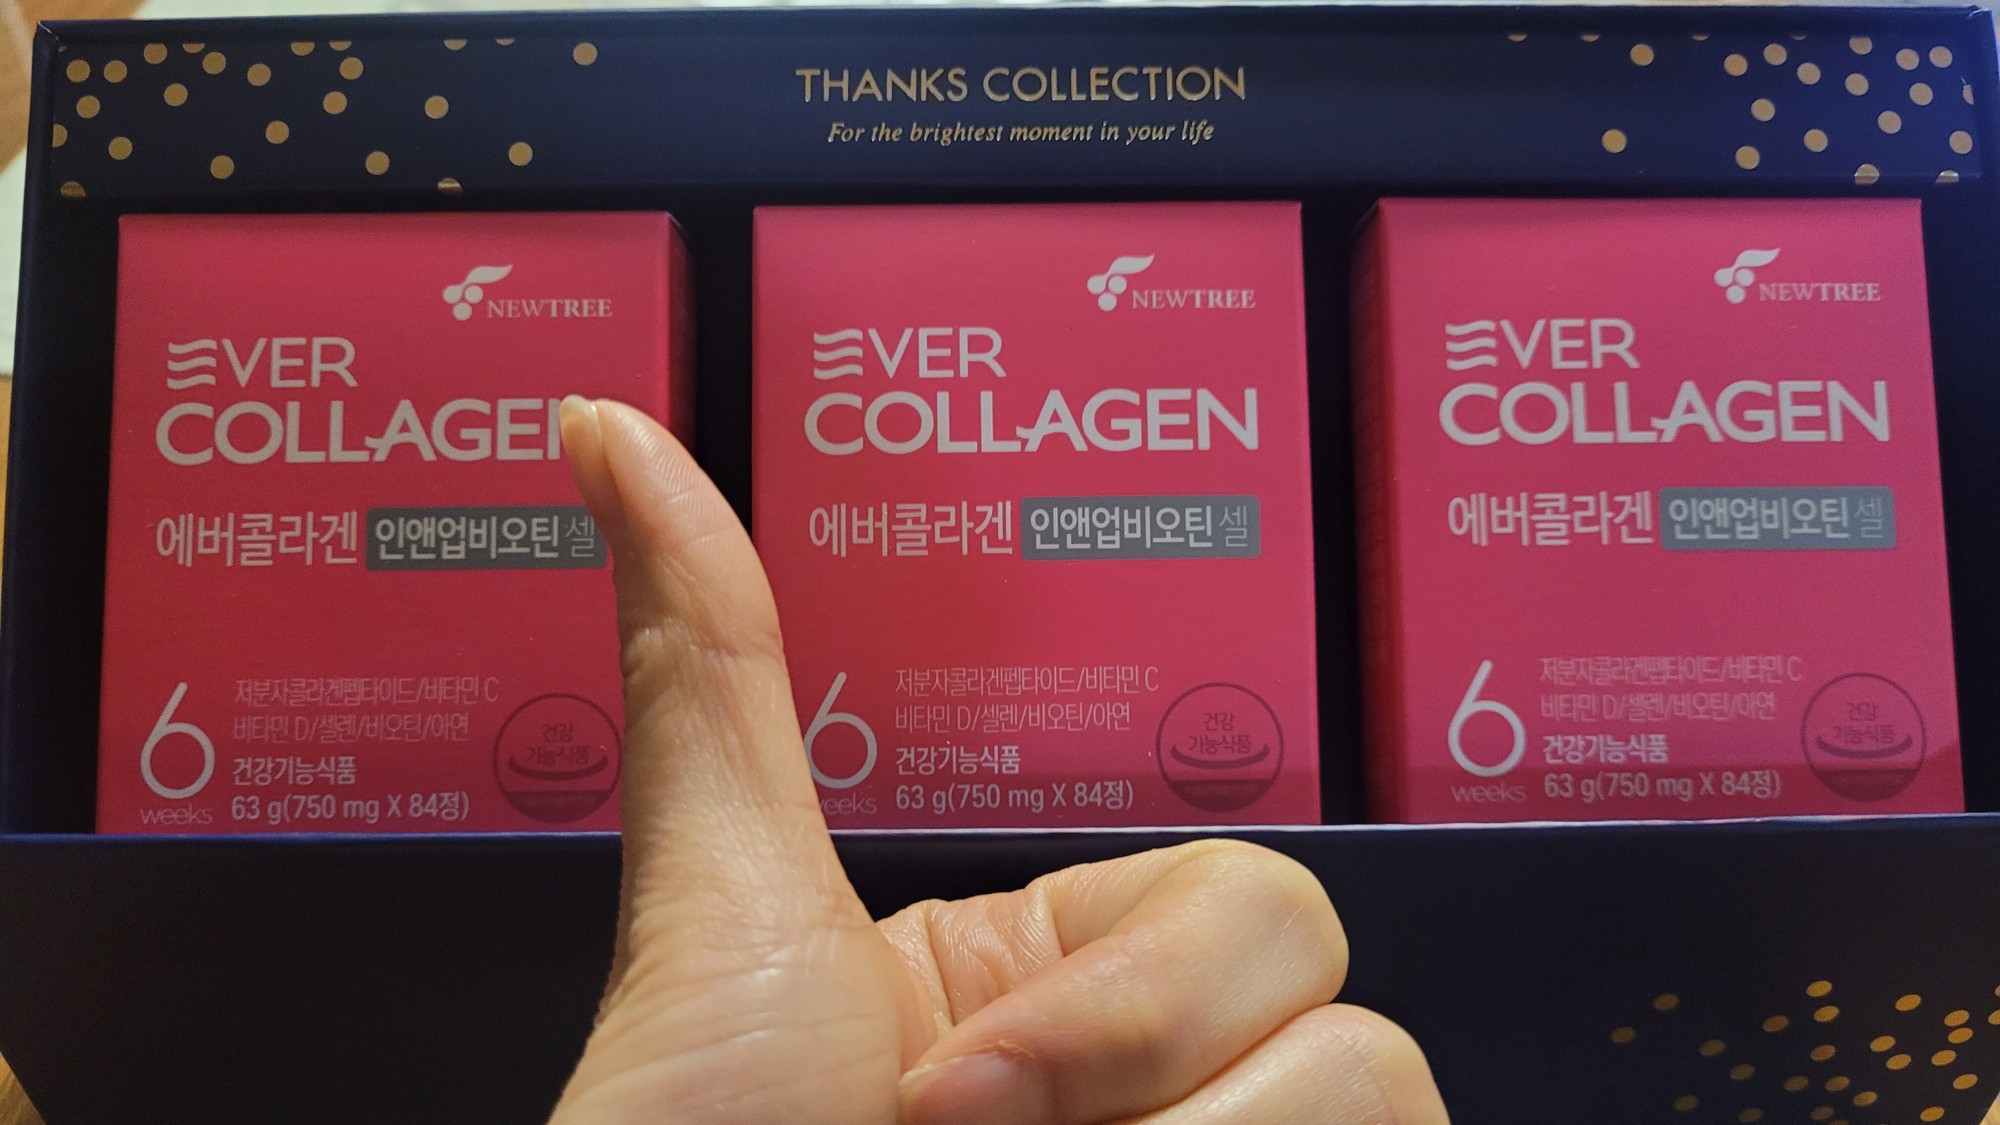 THANKS COLLECTION
For the brightest moment in your life
NEWTREE
EVER
COLLAGEN
에버콜라겐 인앤업비오틴 셀
6
weeks
저분자콜라겐펩타이드/비타민 C
비타민 D/셀렌/비오틴/아연
건강기능식품
63 g(750 mg X 84정)
건강
기능식품
NEWTREE
EVER
COLLAGEN
에버콜라겐 인앤업비오틴 셀
6
weeks
저분자콜라겐펩타이드/비타민 C
비타민 D/셀렌/비오틴/아연
건강기능식품
63 g(750 mg X 84정)
건강
기능식품
NEWTREE
EVER
COLLAGEN
에버콜라겐 인앤업비오틴 셀
6
weeks
저분자콜라겐펩타이드/비타민 C
비타민 D/셀렌/비오틴/아연
건강기능식품
63 g(750 mg X 84정)
건강
기능식품